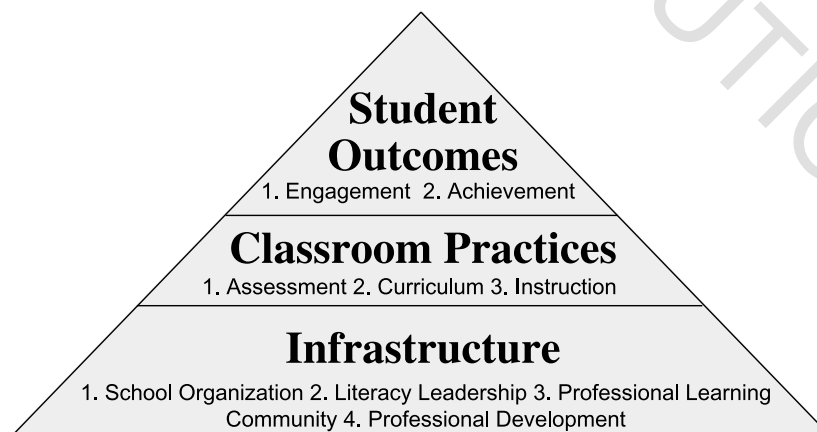 Student
Outcomes
1. Engagement 2. Achievement
Classroom Practices
1. Assessment 2. Curriculum 3. Instruction
Infrastructure
1. School Organization 2. Literacy Leadership 3. Professional Learning
Community 4. Professional Development